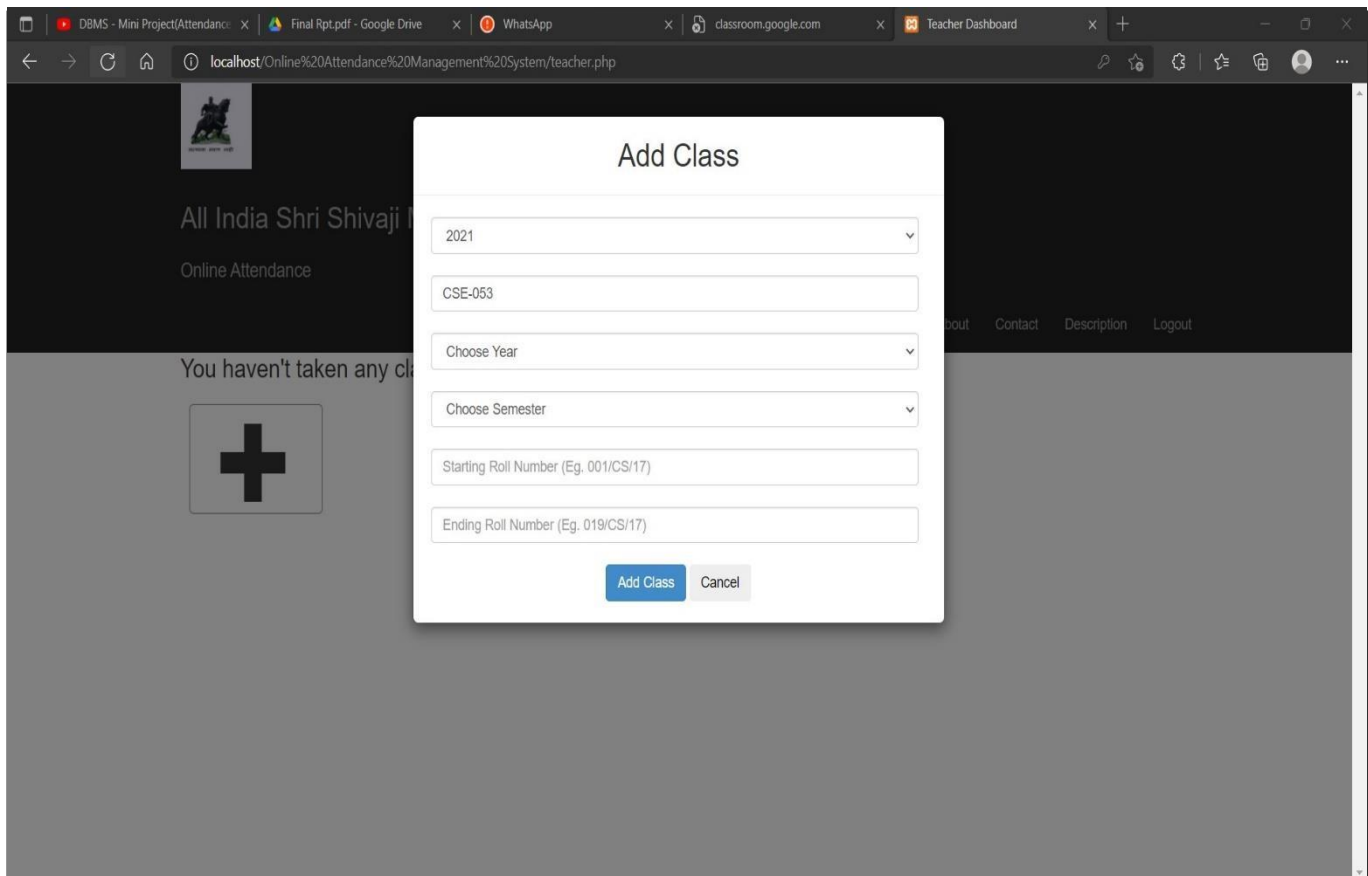 DBMS - Mini Project(Attendance
Final Rpt.pdf - Google Drive
WhatsApp
classroom.google.com
Teacher Dashboard
localhost/Online%20Attendance%20Management%20System/teacher.php
All India Shri Shivaji
Online Attendance
bout
Contact
Description
Logout
You haven't taken any cla
Add Class
2021
CSE-053
Choose Year
Choose Semester
Starting Roll Number (Eg. 001/CS/17)
Ending Roll Number (Eg. 019/CS/17)
Add Class
Cancel